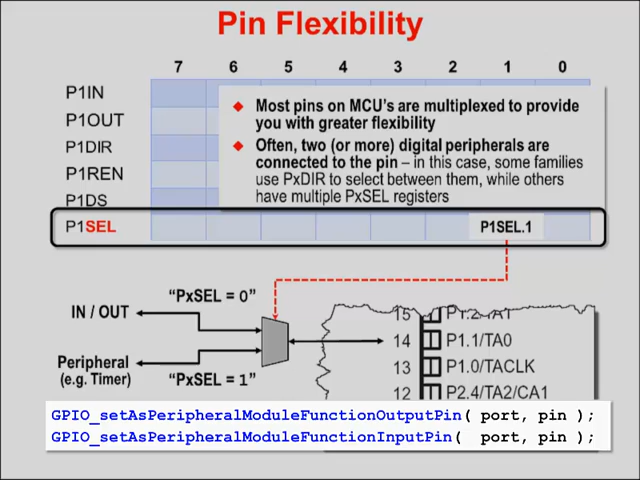 Pin Flexibility
7 6 5 4 3 2 1 0
P1IN
P1OUT
P1DIR
P1REN
P1DS
P1SEL
Most pins on MCU's are multiplexed to provide
you with greater flexibility
Often, two (or more) digital peripherals are
connected to the pin – in this case, some families
use PxDIR to select between them, while others
have multiple PxSEL registers
P1SEL.1
"PxSEL = 0"
IN / OUT
Peripheral
(e.g. Timer)
"PxSEL = 1"
15 P1.2/TA1
14 P1.1/TA0
13 P1.0/TACLK
12 P2.4/TA2/CA1
GPIO_setAsPeripheralModuleFunctionOutputPin( port, pin );
GPIO_setAsPeripheralModuleFunctionInputPin( port, pin );